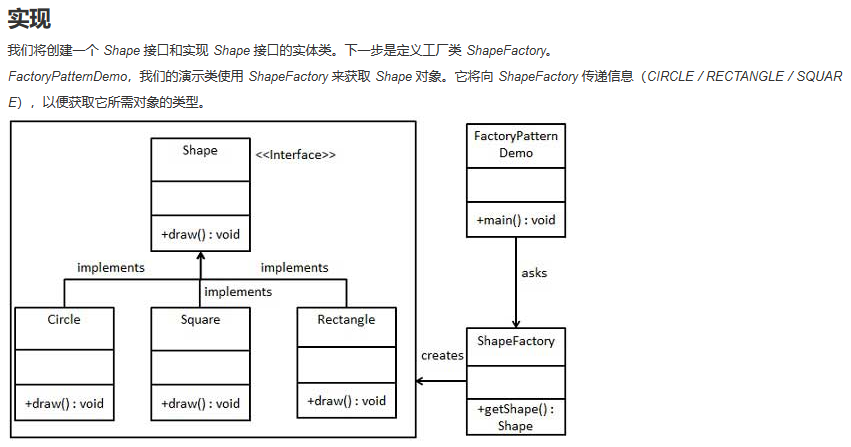 实现
我们将创建一个 Shape 接口和实现 Shape 接口的实体类。下一步是定义工厂类 ShapeFactory。
FactoryPatternDemo，我们的演示类使用 ShapeFactory 来获取 Shape 对象。它将向 ShapeFactory 传递信息（CIRCLE / RECTANGLE / SQUAR
E），以便获取它所需对象的类型。
Shape
<<Interface>>
+draw() : void
implements
implements
implements
Circle
+draw() : void
Square
+draw() : void
Rectangle
+draw() : void
FactoryPattern
Demo
+main() : void
asks
creates
ShapeFactory
+getShape() :
Shape